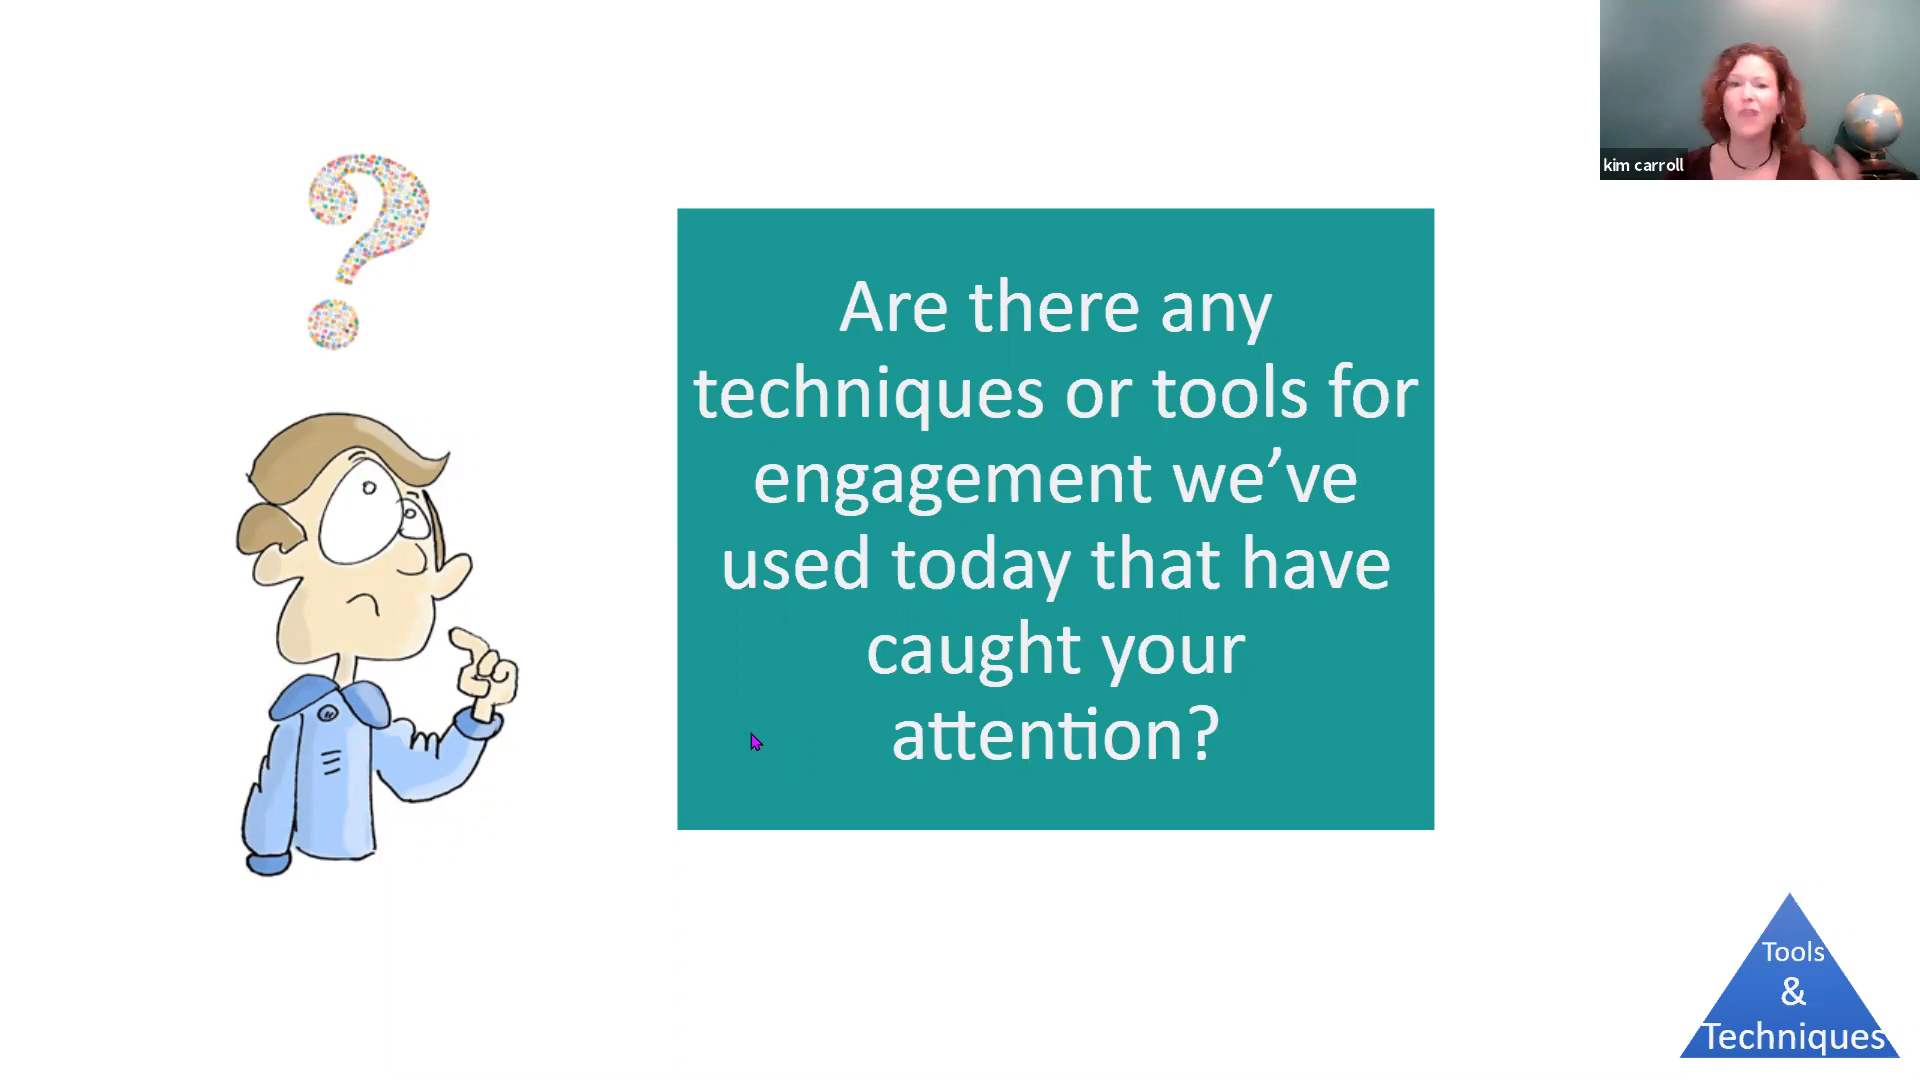 kim carroll
Are there any
techniques or tools for
engagement we’ve
used today that have
caught your
attention?
Tools
&
Techniques